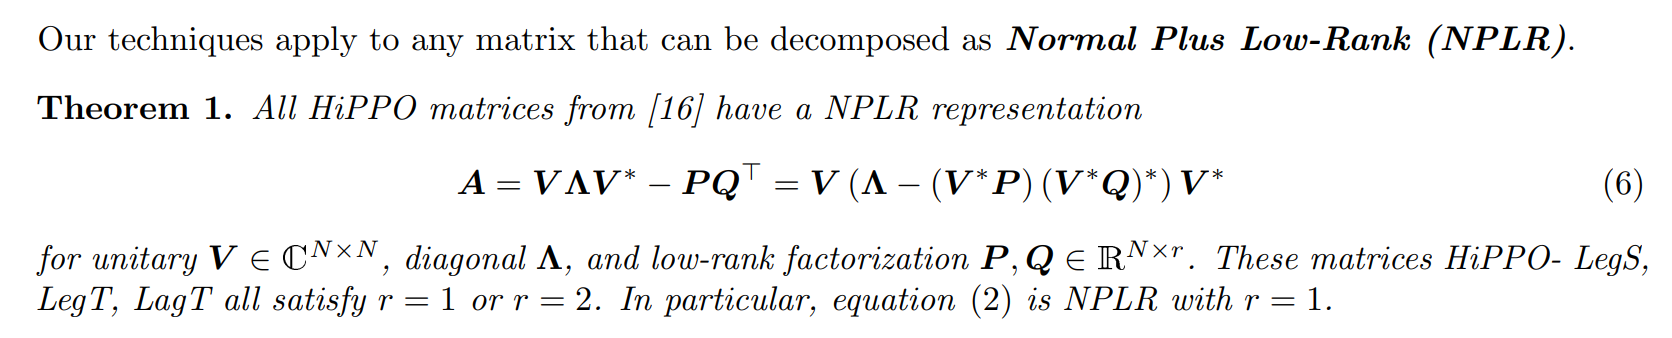 Our techniques apply to any matrix that can be decomposed as Normal Plus Low-Rank (NPLR).
Theorem 1. All HiPPO matrices from [16] have a NPLR representation
A = VΛV* − PQ⊤ = V (Λ − (V*P) (V*Q)*) V* (6)
for unitary V ∈ ℂᴺˣᴺ, diagonal Λ, and low-rank factorization P, Q ∈ ℝᴺˣʳ. These matrices HiPPO- LegS,
LegT, LagT all satisfy r = 1 or r = 2. In particular, equation (2) is NPLR with r = 1.